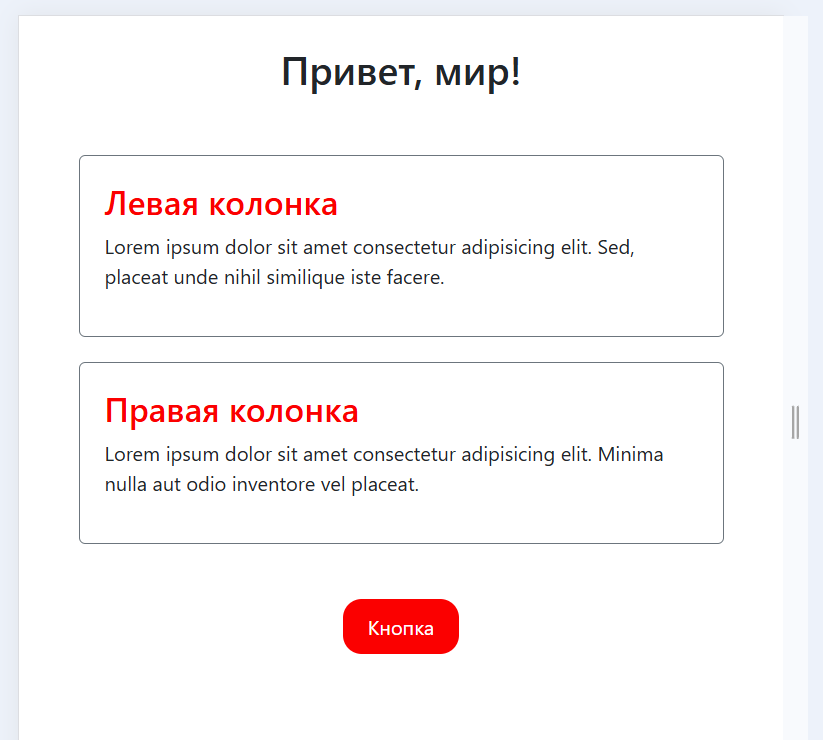 Привет, мир!
Левая колонка
Lorem ipsum dolor sit amet consectetur adipisicing elit. Sed,
placeat unde nihil similique iste facere.
Правая колонка
Lorem ipsum dolor sit amet consectetur adipisicing elit. Minima
nulla aut odio inventore vel placeat.
Кнопка